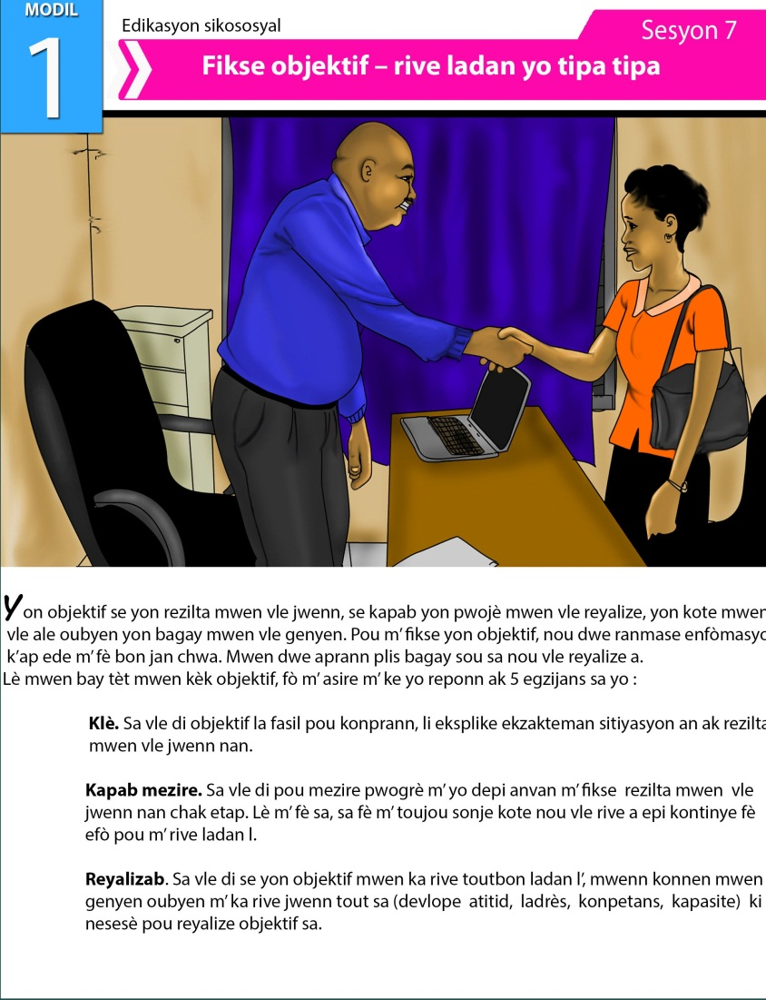 MODIL
1
Edikasyon sikososyal
Sesyon 7
Fikse objektif – rive ladan yo tipa tipa
Yon objektif se yon rezilta mwen vle jwenn, se kapab yon pwojè mwen vle reyalize, yon kote mwen
vle ale oubyen yon bagay mwen vle genyen. Pou m’ fikse yon objektif, nou dwe ranmase enfòmasyo
k’ap ede m’ fè bon jan chwa. Mwen dwe aprann plis bagay sou sa nou vle reyalize a.
Lè mwen bay tèt mwen kèk objektif, fò m’ asire m’ ke yo reponn ak 5 egzijans sa yo :
Klè. Sa vle di objektif la fasil pou konprann, li eksplike ekzakteman sitiyasyon an ak rezilta
mwen vle jwenn nan.
Kapab mezire. Sa vle di pou mezire pwogrè m’ yo depi anvan m’ fikse rezilta mwen vle
jwenn nan chak etap. Lè m’ fè sa, sa fè m’ toujou sonje kote nou vle rive a epi kontinye fè
efò pou m’ rive ladan l.
Reyalizab. Sa vle di se yon objektif mwen ka rive toutbon ladan l’, mwenn konnen mwen
genyen oubyen m’ ka rive jwenn tout sa (devlope atitid, ladrès, konpetans, kapasite) ki
nesesè pou reyalize objektif sa.